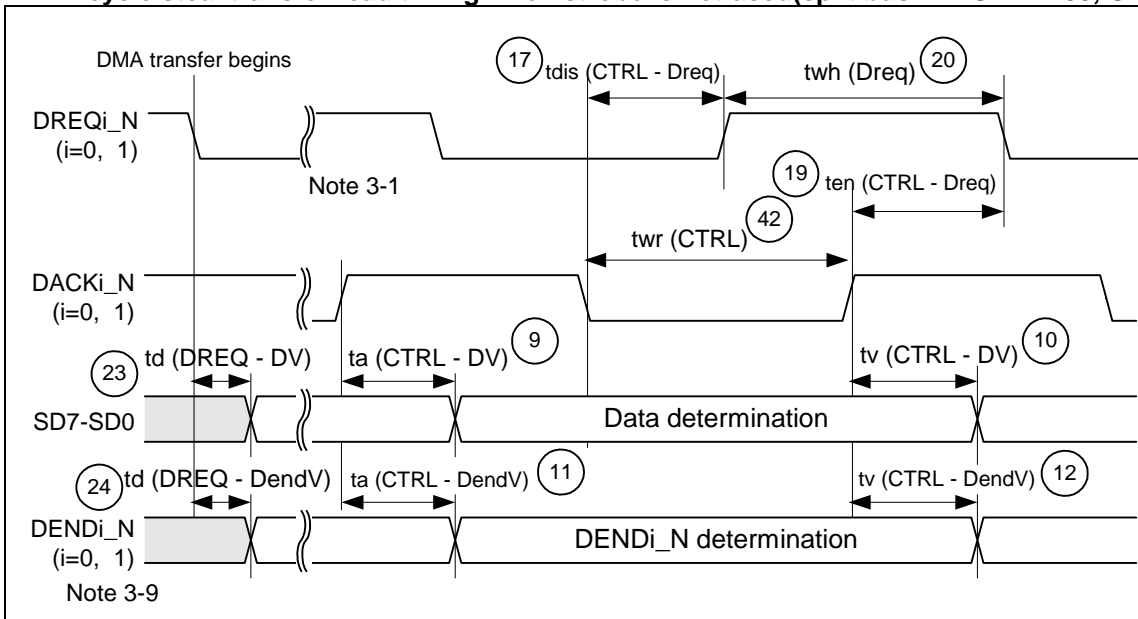 DMA transfer begins
17 tdis (CTRL - Dreq)
twh (Dreq) 20
DREQi_N
(i=0, 1)
Note 3-1
19 ten (CTRL - Dreq)
twr (CTRL) 42
DACKi_N
(i=0, 1)
23 td (DREQ - DV)
ta (CTRL - DV) 9
tv (CTRL - DV) 10
SD7-SD0
Data determination
24 td (DREQ - DendV)
ta (CTRL - DendV) 11
tv (CTRL - DendV) 12
DENDi_N
(i=0, 1)
DENDi_N determination
Note 3-9